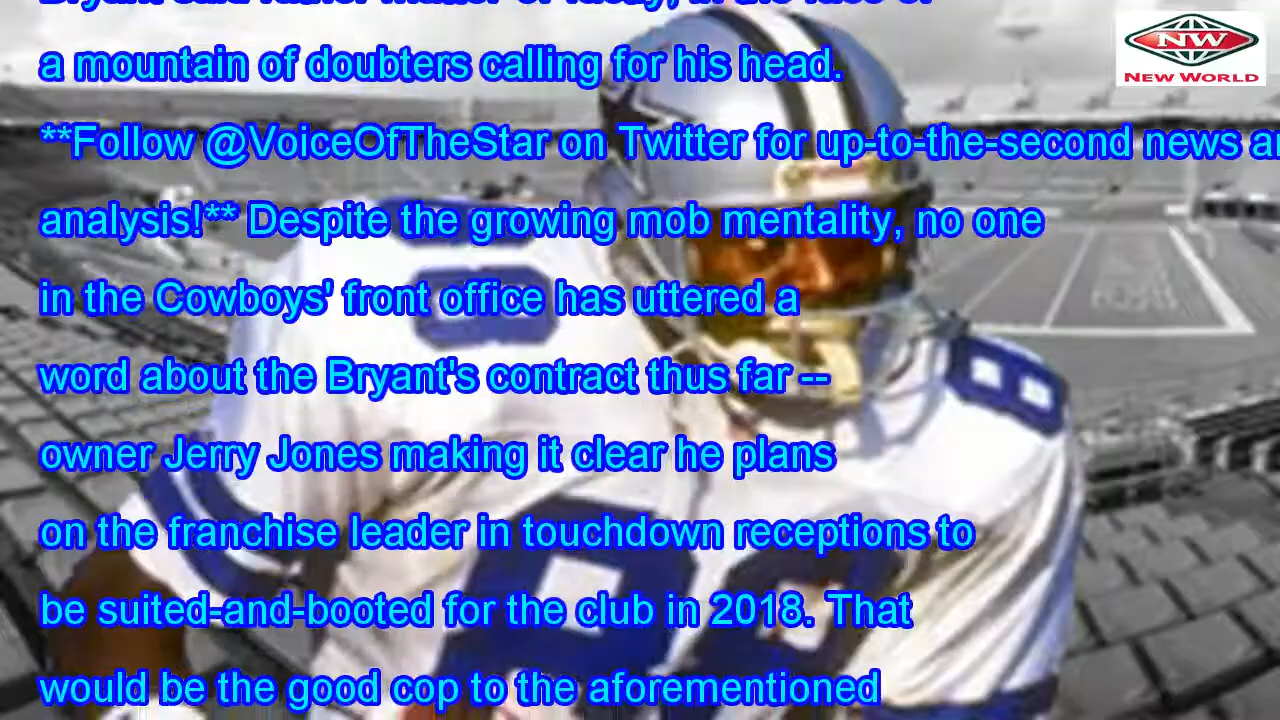 a mountain of doubters calling for his head.
**Follow @VoiceOfTheStar on Twitter for up-to-the-second news
analysis!** Despite the growing mob mentality, no one
in the Cowboys' front office has uttered a
word about the Bryant's contract thus far --
owner Jerry Jones making it clear he plans
on the franchise leader in touchdown receptions to
be suited-and-booted for the club in 2018. That
would be the good cop to the aforementioned
NW
NEW WORLD
8
88